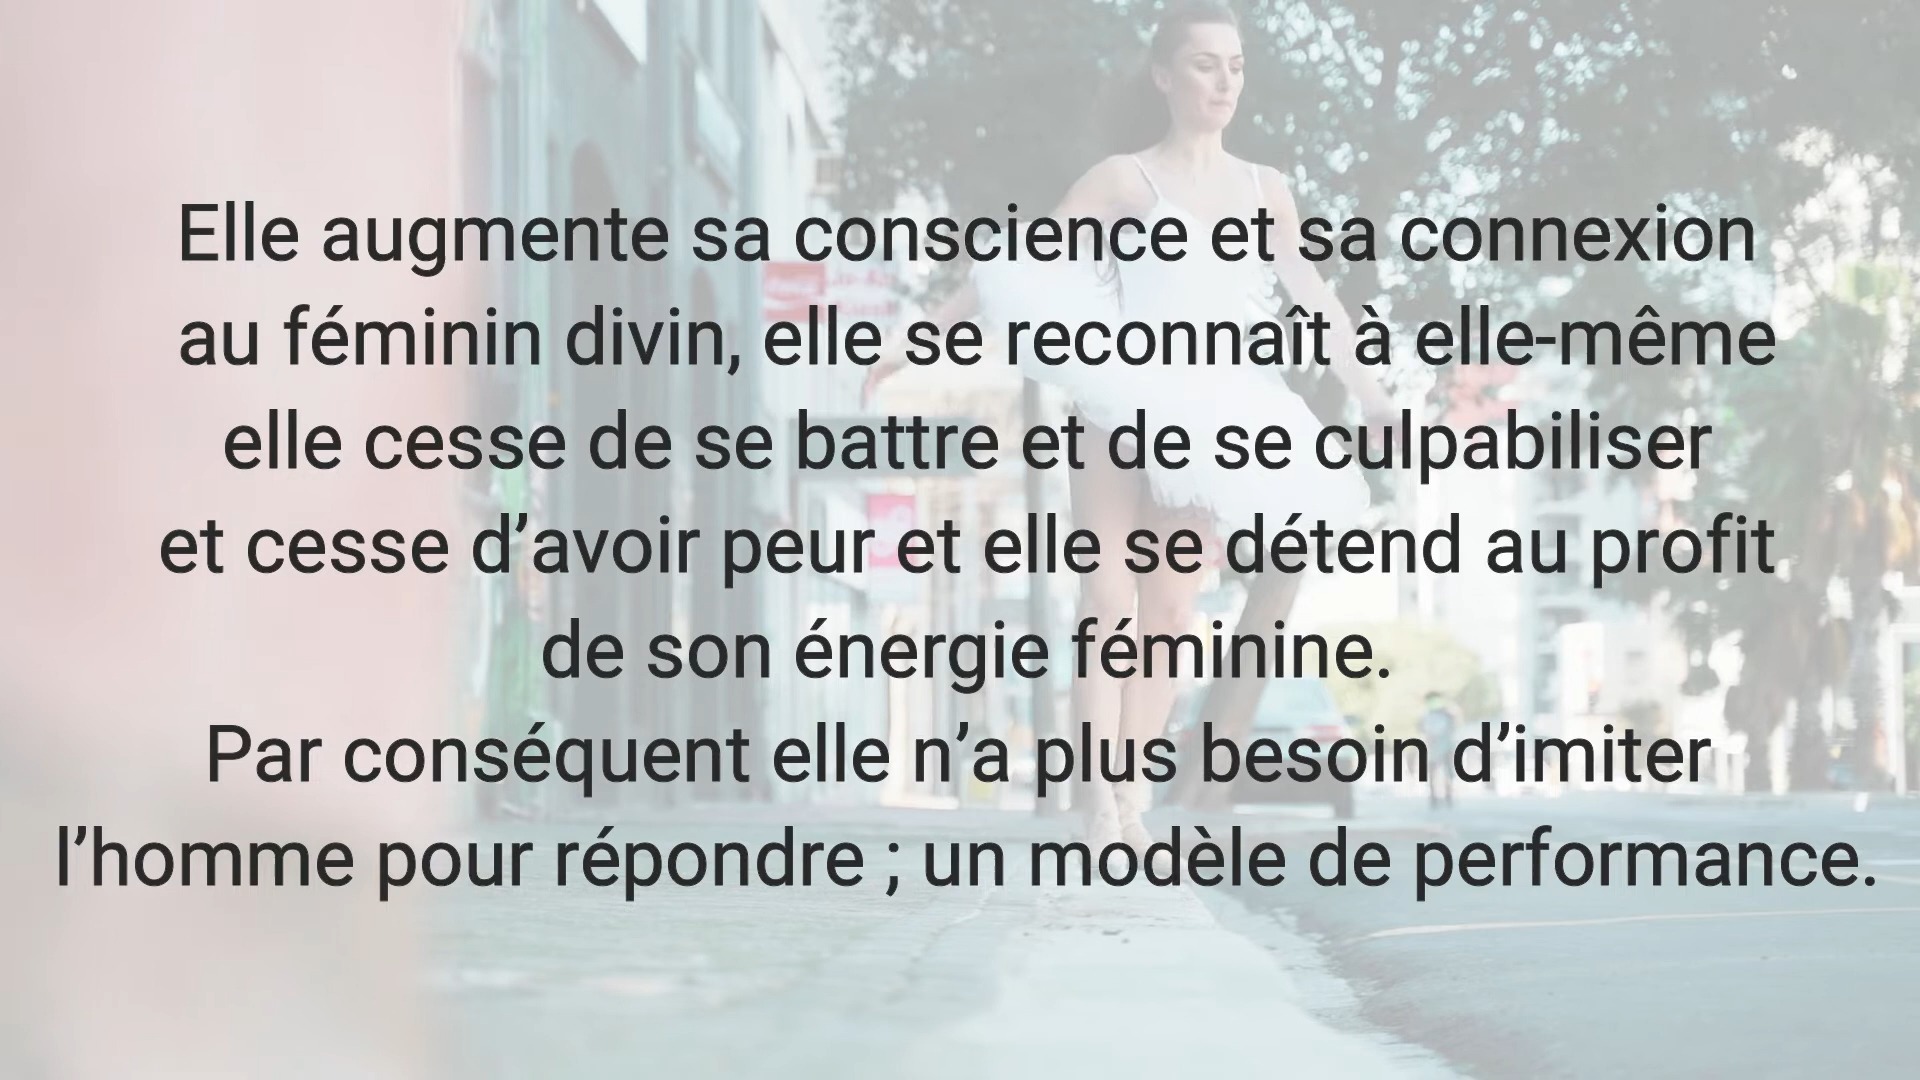 Elle augmente sa conscience et sa connexion
au féminin divin, elle se reconnaît à elle-même
elle cesse de se battre et de se culpabiliser
et cesse d’avoir peur et elle se détend au profit
de son énergie féminine.
Par conséquent elle n’a plus besoin d’imiter
l’homme pour répondre ; un modèle de performance.